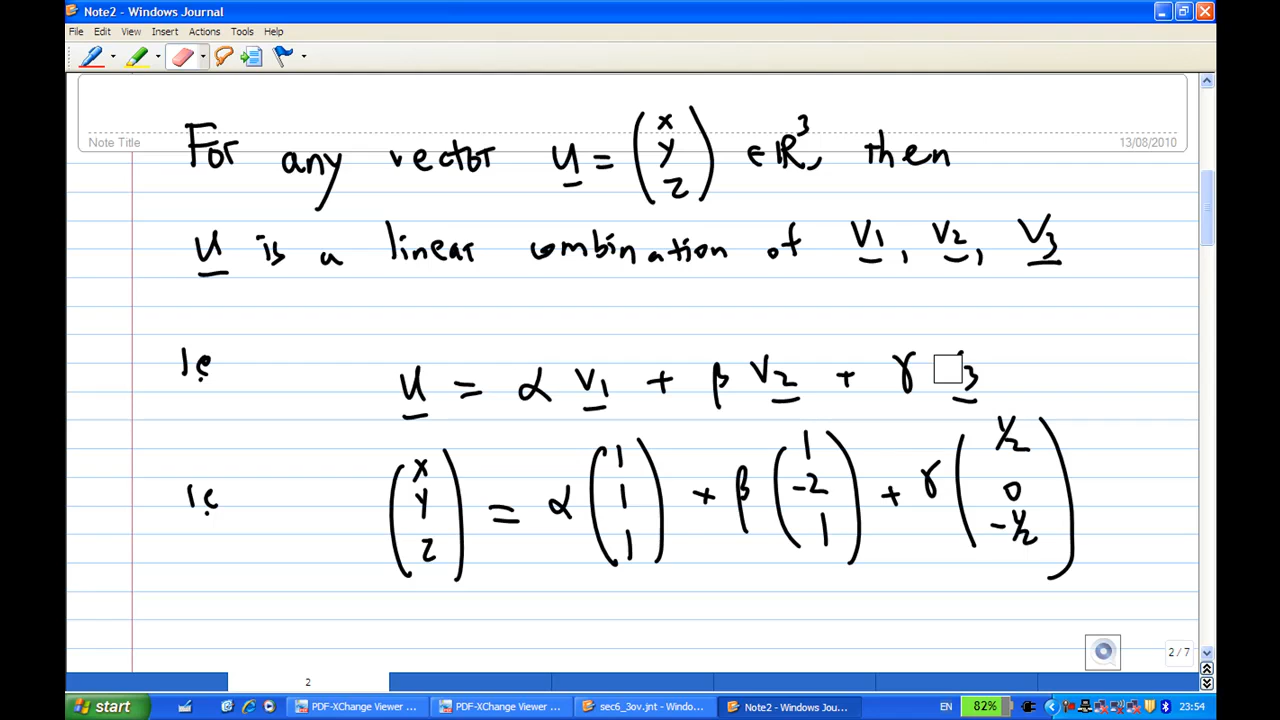 Note2 - Windows Journal
File Edit View Insert Actions Tools Help
Note Title
13/08/2010
For any vector u = (x y z) ∈ ℝ³, then
u is a linear combination of v1, v2, v3
ie u = α v1 + β v2 + γ 3
ie (x y z) = α (1 1 1) + β (1 -2 1) + γ (1/2 0 -1/2)
2 / 7
2
start PDF-XChange Viewer ... PDF-XChange Viewer ... sec6_3ov.jnt - Windo... Note2 - Windows Jou... EN 82% 23:54